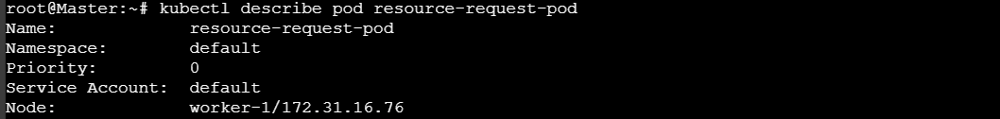 root@Master:~# kubectl describe pod resource-request-pod
Name:             resource-request-pod
Namespace:        default
Priority:         0
Service Account:  default
Node:             worker-1/172.31.16.76